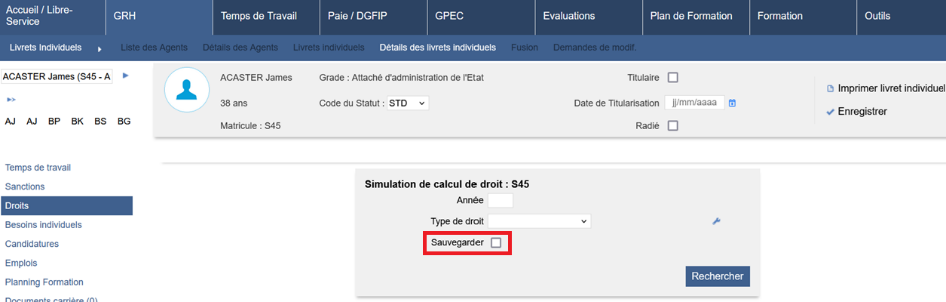 Accueil / Libre-Service
GRH
Temps de Travail
Paie / DGFIP
GPEC
Evaluations
Plan de Formation
Formation
Outils
Livrets Individuels
Liste des Agents
Détails des Agents
Livrets individuels
Détails des livrets individuels
Fusion
Demandes de modif.
ACASTER James (S45 - A
AJ AJ BP BK BS BG
Temps de travail
Sanctions
Droits
Besoins individuels
Candidatures
Emplois
Planning Formation
Documents carrière (0)
ACASTER James
Grade : Attaché d'administration de l'Etat
Titulaire
38 ans
Code du Statut : STD
Date de Titularisation jj/mm/aaaa
Matricule : S45
Radié
Imprimer livret individuel
Enregistrer
Simulation de calcul de droit : S45
Année
Type de droit
Sauvegarder
Rechercher